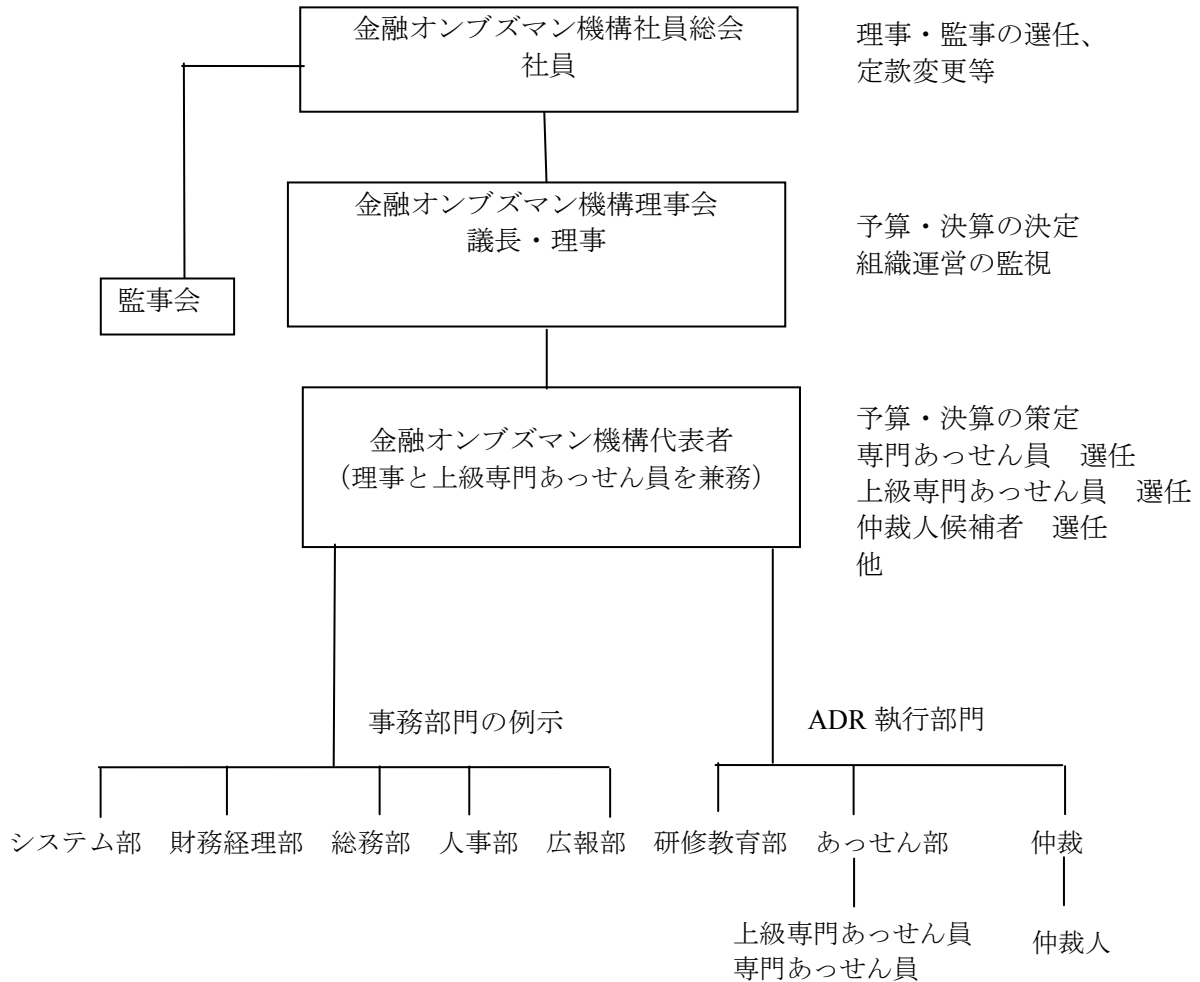 金融オンブズマン機構社員総会
社員
理事・監事の選任、
定款変更等
金融オンブズマン機構理事会
議長・理事
予算・決算の決定
組織運営の監視
監事会
金融オンブズマン機構代表者
（理事と上級専門あっせん員を兼務）
予算・決算の策定
専門あっせん員　選任
上級専門あっせん員　選任
仲裁人候補者　選任
他
事務部門の例示
ADR 執行部門
システム部　財務経理部　総務部　人事部　広報部　研修教育部　あっせん部　仲裁
上級専門あっせん員
専門あっせん員
仲裁人